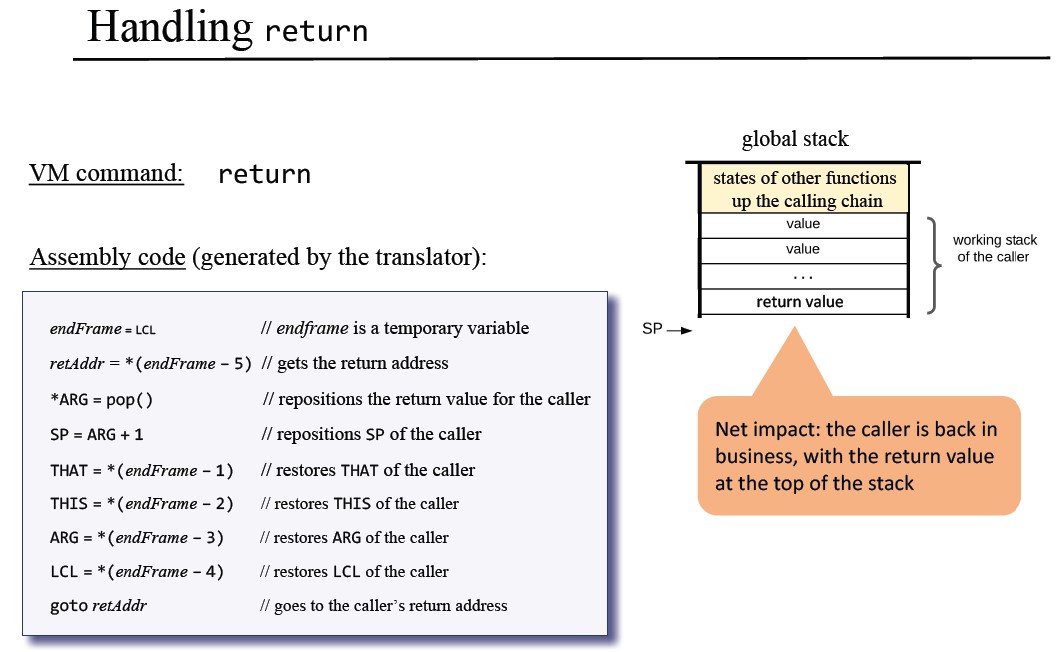 Handling return
VM command: return
Assembly code (generated by the translator):
endFrame = LCL // endframe is a temporary variable
retAddr = *(endFrame – 5) // gets the return address
*ARG = pop() // repositions the return value for the caller
SP = ARG + 1 // repositions SP of the caller
THAT = *(endFrame – 1) // restores THAT of the caller
THIS = *(endFrame – 2) // restores THIS of the caller
ARG = *(endFrame – 3) // restores ARG of the caller
LCL = *(endFrame – 4) // restores LCL of the caller
goto retAddr // goes to the caller's return address
global stack
states of other functions
up the calling chain
value
value
...
return value
SP
working stack
of the caller
Net impact: the caller is back in
business, with the return value
at the top of the stack